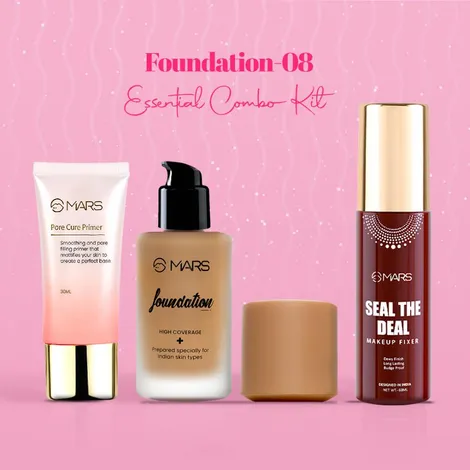 Foundation-08
Essential Combo Kit
MARS
Pore Cure Primer
Smoothing and pore
filling primer that
mattifies your skin to
create a perfect base
30ML
MARS
foundation
HIGH COVERAGE
+
Prepared specially for
Indian skin types
MARS
SEAL THE
DEAL
MAKEUP FIXER
Dewy Finish
Long Lasting
Budge Proof
DESIGNED IN INDIA